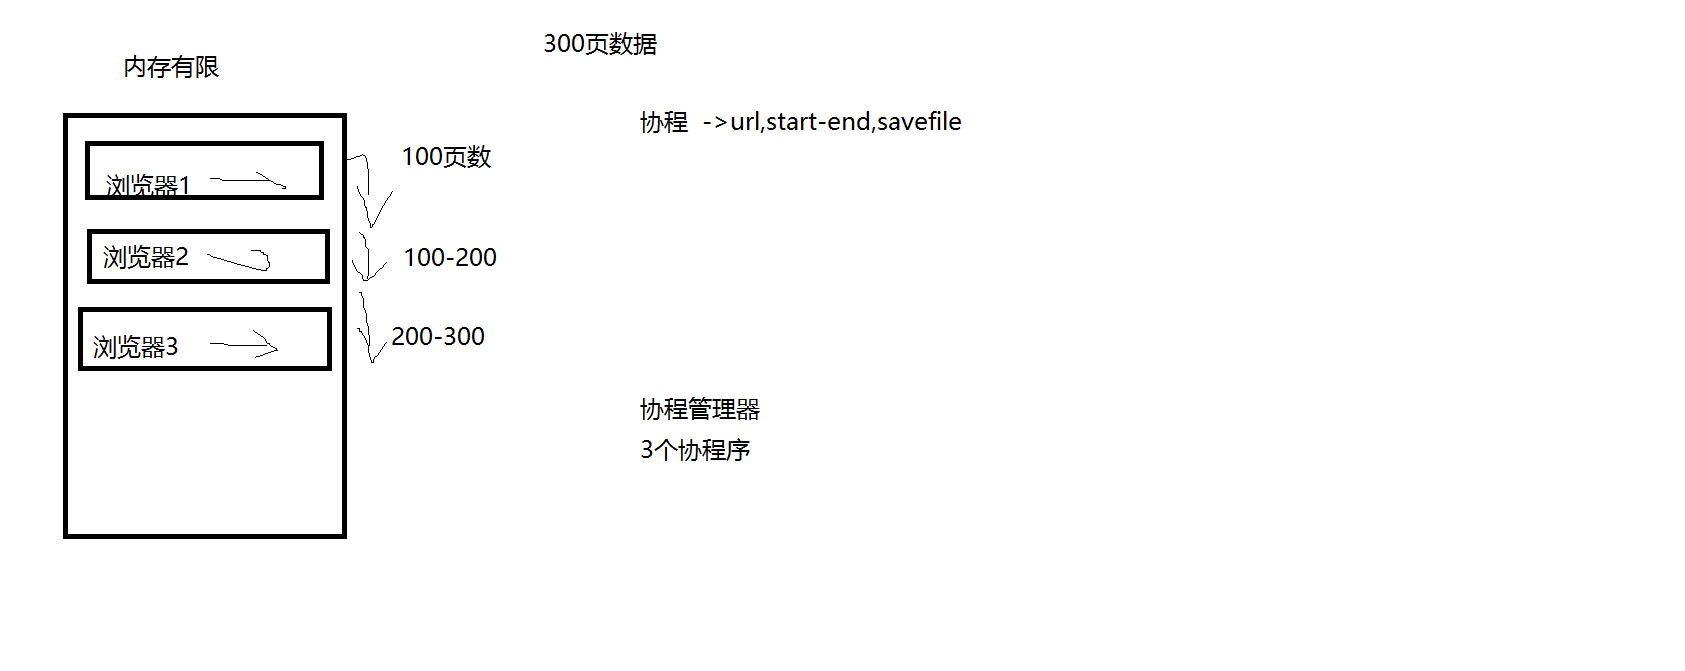 300页数据
内存有限
协程 ->url,start-end,savefile
100页数
浏览器1
浏览器2
100-200
浏览器3
200-300
协程管理器
3个协程序